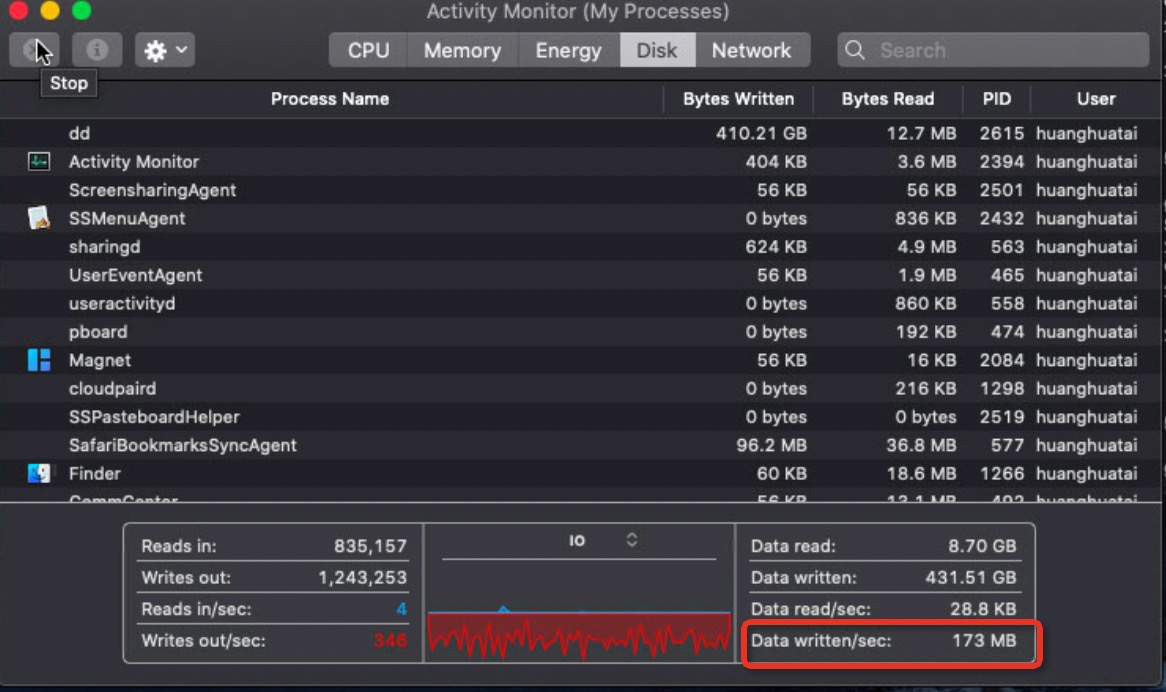 Activity Monitor (My Processes)
CPU Memory Energy Disk Network Search
Stop
Process Name Bytes Written Bytes Read PID User
dd 410.21 GB 12.7 MB 2615 huanghuatai
Activity Monitor 404 KB 3.6 MB 2394 huanghuatai
ScreensharingAgent 56 KB 56 KB 2501 huanghuatai
SSMenuAgent 0 bytes 836 KB 2432 huanghuatai
sharingd 624 KB 4.9 MB 563 huanghuatai
UserEventAgent 56 KB 1.9 MB 465 huanghuatai
useractivityd 0 bytes 860 KB 558 huanghuatai
pboard 0 bytes 192 KB 474 huanghuatai
Magnet 56 KB 16 KB 2084 huanghuatai
cloudpaird 0 bytes 216 KB 1298 huanghuatai
SSPasteboardHelper 0 bytes 0 bytes 2519 huanghuatai
SafariBookmarksSyncAgent 96.2 MB 36.8 MB 577 huanghuatai
Finder 60 KB 18.6 MB 1266 huanghuatai
CommCenter 56 KB 13.1 MB 492 huanghuatai
Reads in: 835,157 IO Data read: 8.70 GB
Writes out: 1,243,253 Data written: 431.51 GB
Reads in/sec: 4 Data read/sec: 28.8 KB
Writes out/sec: 346 Data written/sec: 173 MB